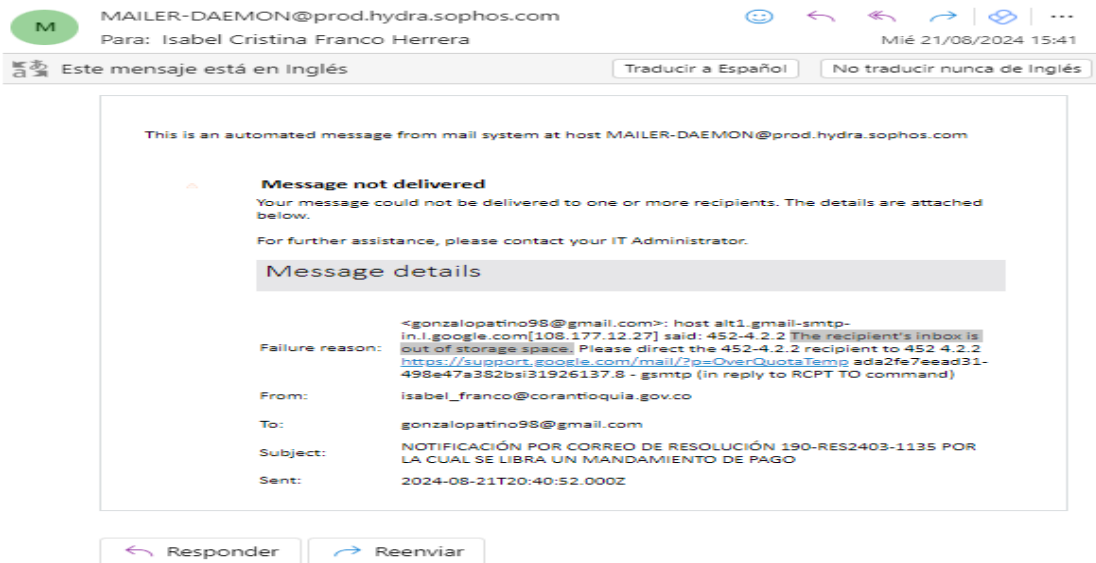 M
MAILER-DAEMON@prod.hydra.sophos.com
Para: Isabel Cristina Franco Herrera
Mié 21/08/2024 15:41
Este mensaje está en Inglés
Traducir a Español
No traducir nunca de Inglés
This is an automated message from mail system at host MAILER-DAEMON@prod.hydra.sophos.com
Message not delivered
Your message could not be delivered to one or more recipients. The details are attached
below.
For further assistance, please contact your IT Administrator.
Message details
Failure reason:
<gonzalopatino98@gmail.com>: host alt1.gmail-smtp-
in.l.google.com[108.177.12.27] said: 452-4.2.2 The recipient's inbox is
out of storage space. Please direct the 452-4.2.2 recipient to 452 4.2.2
https://support.google.com/mail/?p=OverQuotaTemp ada2fe7eead31-
498e47a382bsi31926137.8 - gsmtp (in reply to RCPT TO command)
From: isabel_franco@corantioquia.gov.co
To: gonzalopatino98@gmail.com
Subject:
NOTIFICACIÓN POR CORREO DE RESOLUCIÓN 190-RES2403-1135 POR
LA CUAL SE LIBRA UN MANDAMIENTO DE PAGO
Sent: 2024-08-21T20:40:52.000Z
Responder
Reenviar